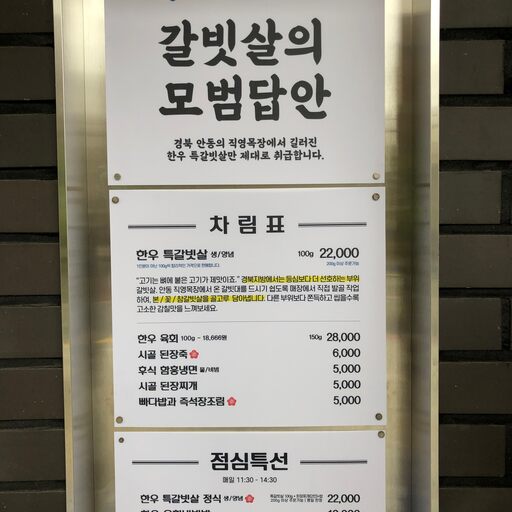 갈빗살의
모범답안
경북 안동의 직영목장에서 길러진
한우 특갈빗살만 제대로 취급합니다.
차림표
한우 특갈빗살 생/양념 100g 22,000
200g 이상 주문가능
"고기는 뼈에 붙은 고기가 제맛이죠." 경북지방에서는 등심보다 더 선호하는 부위
갈빗살. 안동 직영목장에서 온 갈빗대를 드시기 쉽도록 매장에서 직접 발골 작업
하며, 본 / 꽃 / 참갈빗살을 골고루 담아냅니다. 다른 부위보다 쫀득하고 씹을수록
고소한 감칠맛을 느껴보세요.
한우 육회 100g - 18,666원 150g 28,000
시골 된장죽 6,000
후식 함흥냉면 물/비빔 5,000
시골 된장찌개 5,000
빠다밥과 즉석장조림 5,000
점심특선
매일 11:30 - 14:30
한우 특갈빗살 정식 생/양념 22,000